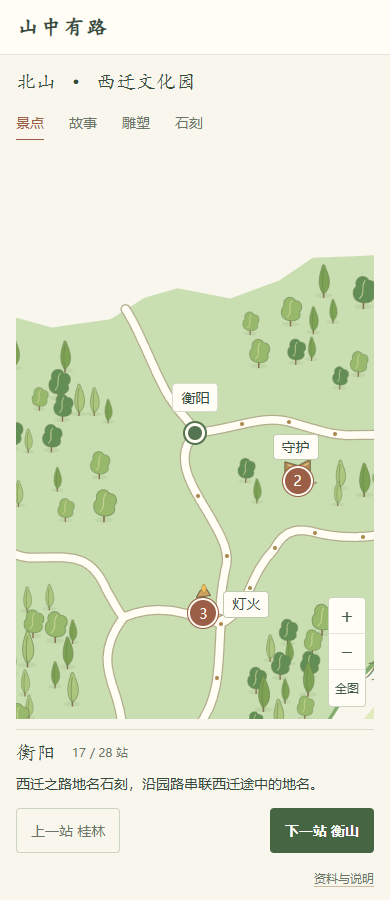 山中有路
北山 • 西迁文化园
景点 故事 雕塑 石刻
衡阳
守护
2
灯火
3
+
−
全图
衡阳 17 / 28 站
西迁之路地名石刻，沿园路串联西迁途中的地名。
上一站 桂林 下一站 衡山
资料与说明